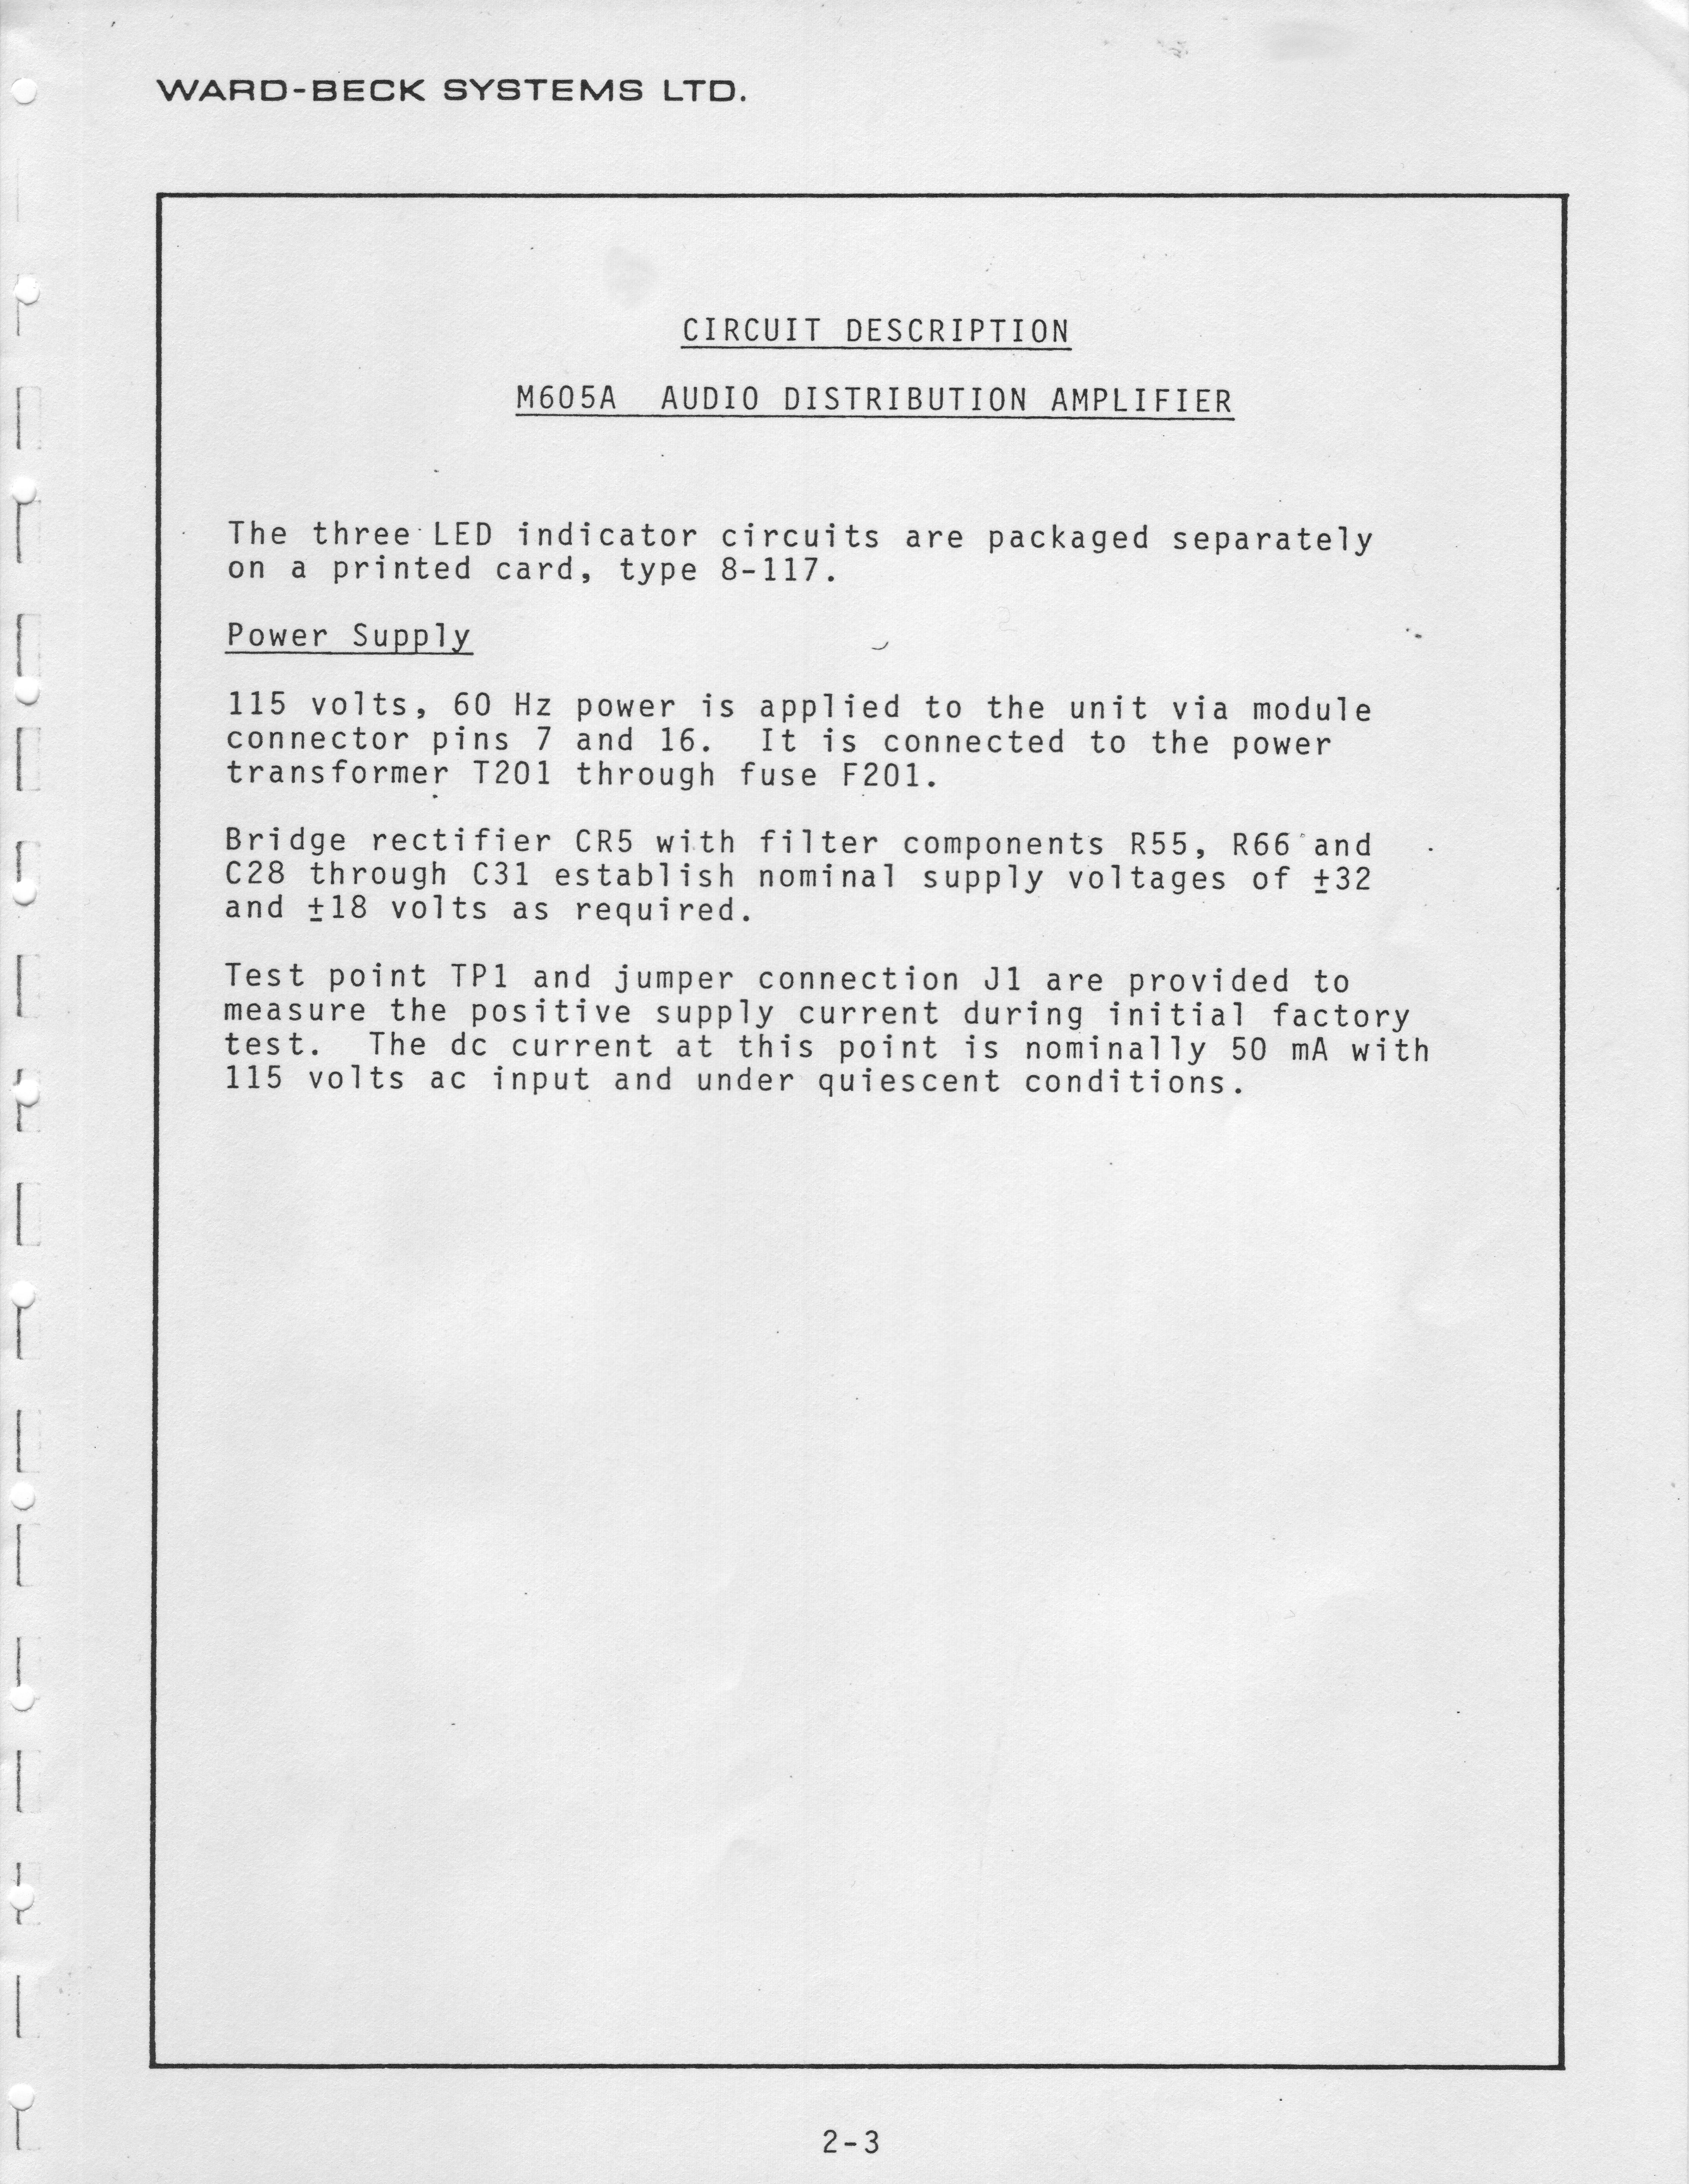 WARD-BECK SYSTEMS LTD.
CIRCUIT DESCRIPTION
M605A AUDIO DISTRIBUTION AMPLIFIER
The three LED indicator circuits are packaged separately
on a printed card, type 8-117.
Power Supply
115 volts, 60 Hz power is applied to the unit via module
connector pins 7 and 16. It is connected to the power
transformer T201 through fuse F201.
Bridge rectifier CR5 with filter components R55, R66 and
C28 through C31 establish nominal supply voltages of ±32
and ±18 volts as required.
Test point TP1 and jumper connection J1 are provided to
measure the positive supply current during initial factory
test. The dc current at this point is nominally 50 mA with
115 volts ac input and under quiescent conditions.
2-3